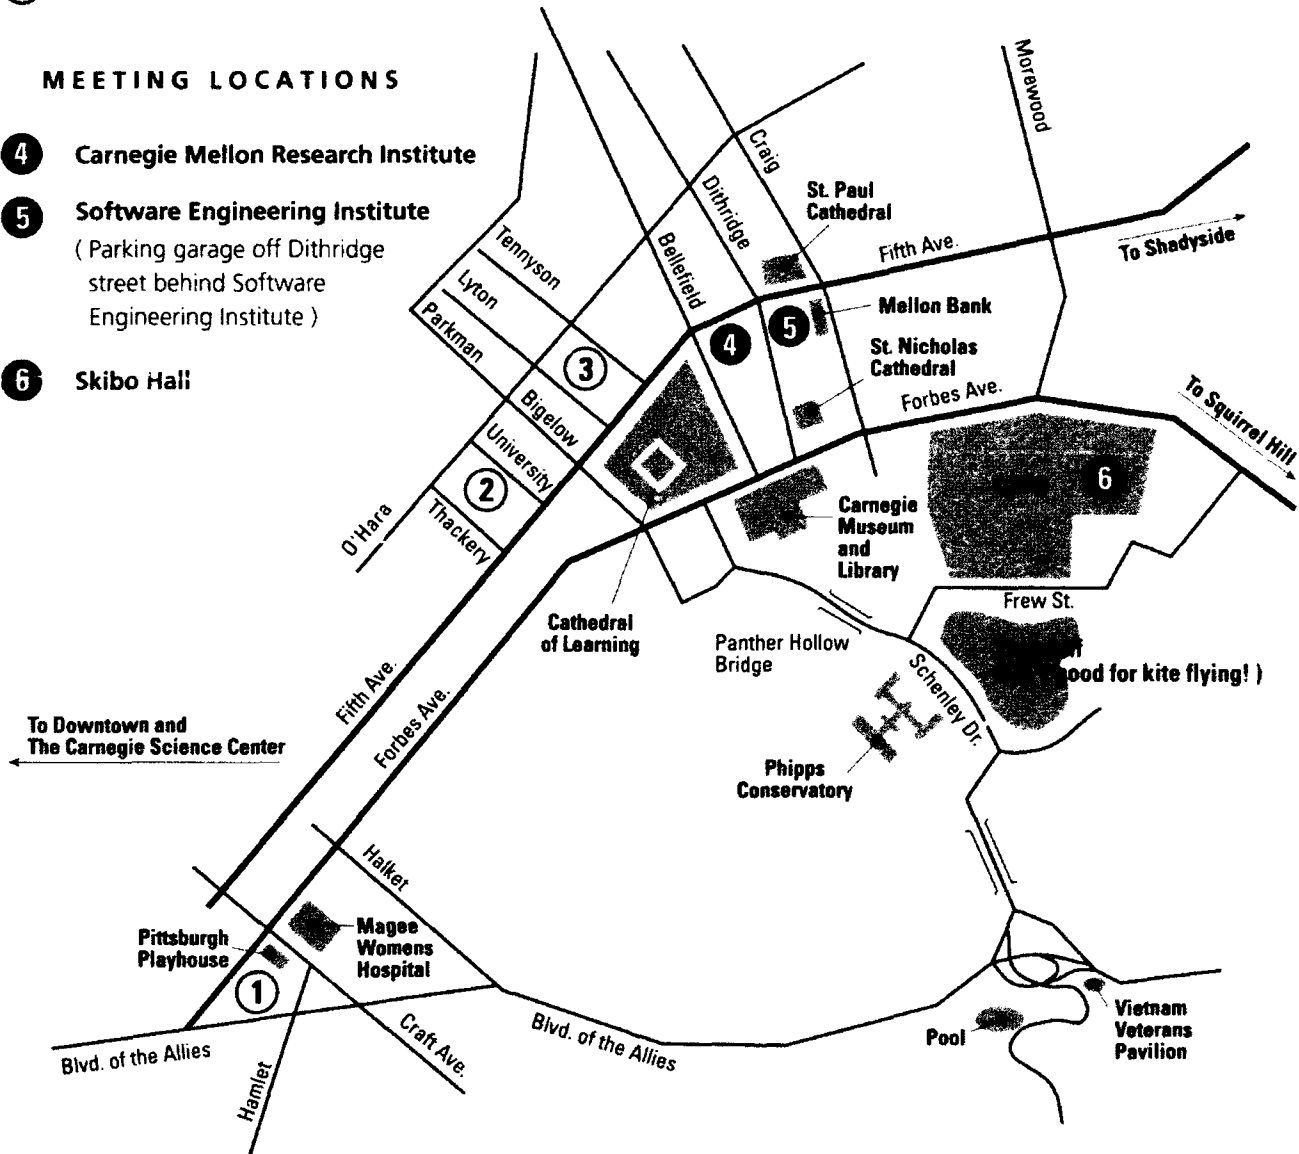 MEETING LOCATIONS
4 Carnegie Mellon Research Institute
5 Software Engineering Institute
( Parking garage off Dithridge
street behind Software
Engineering Institute )
6 Skibo Hall
Morewood
Craig
Dithridge
Bellefield
St. Paul
Cathedral
Fifth Ave.
To Shadyside
Tennyson
Lyton
Parkman
Mellon Bank
4
5
3
St. Nicholas
Cathedral
Forbes Ave.
To Squirrel Hill
Bigelow
University
2
Thackery
O'Hara
6
Carnegie
Museum
and
Library
Frew St.
Cathedral
of Learning
Panther Hollow
Bridge
Schenley Dr.
good for kite flying! )
Fifth Ave.
Forbes Ave.
To Downtown and
The Carnegie Science Center
Phipps
Conservatory
Halket
Pittsburgh
Playhouse
Magee
Womens
Hospital
1
Blvd. of the Allies
Hamlet
Craft Ave.
Blvd. of the Allies
Pool
Vietnam
Veterans
Pavilion